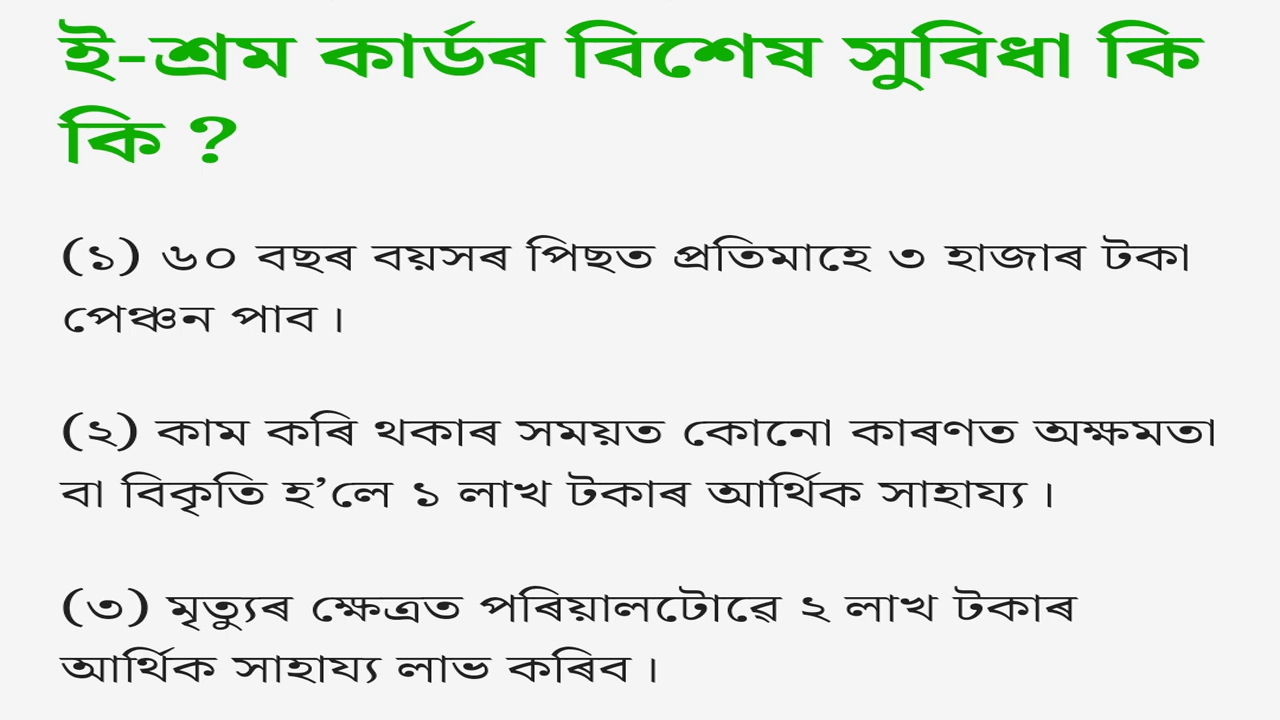 ই-শ্ৰম কাৰ্ডৰ বিশেষ সুবিধা কি
কি ?
(১) ৬০ বছৰ বয়সৰ পিছত প্ৰতিমাহে ৩ হাজাৰ টকা
পেঞ্চন পাব ।
(২) কাম কৰি থকাৰ সময়ত কোনো কাৰণত অক্ষমতা
বা বিকৃতি হ’লে ১ লাখ টকাৰ আৰ্থিক সাহায্য ।
(৩) মৃত্যুৰ ক্ষেত্ৰত পৰিয়ালটোৱে ২ লাখ টকাৰ
আৰ্থিক সাহায্য লাভ কৰিব ।